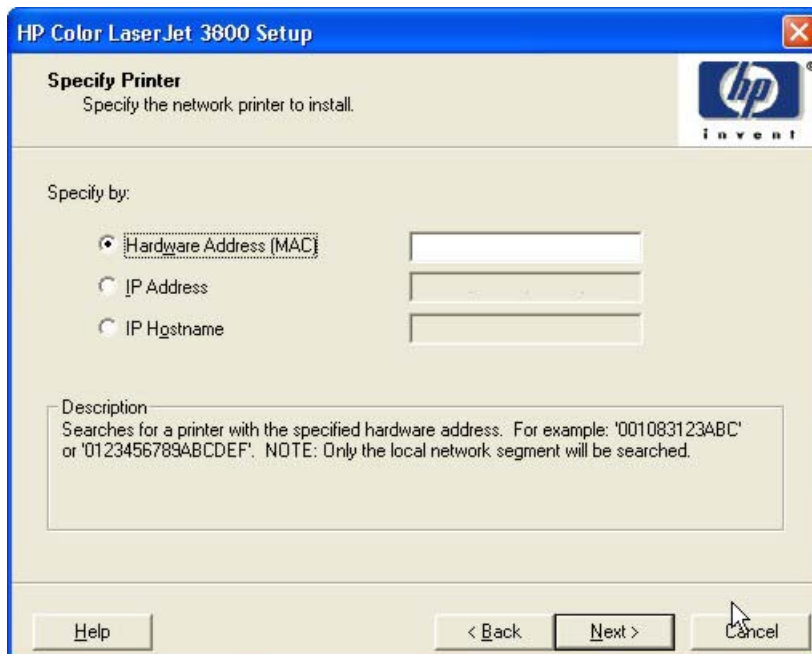 HP Color LaserJet 3800 Setup
Specify Printer
Specify the network printer to install.
hp
®
invent
Specify by:
Hardware Address (MAC)
IP Address
. . .
IP Hostname
Description
Searches for a printer with the specified hardware address. For example: '001083123ABC'
or '0123456789ABCDEF'. NOTE: Only the local network segment will be searched.
Help
< Back
Next >
Cancel